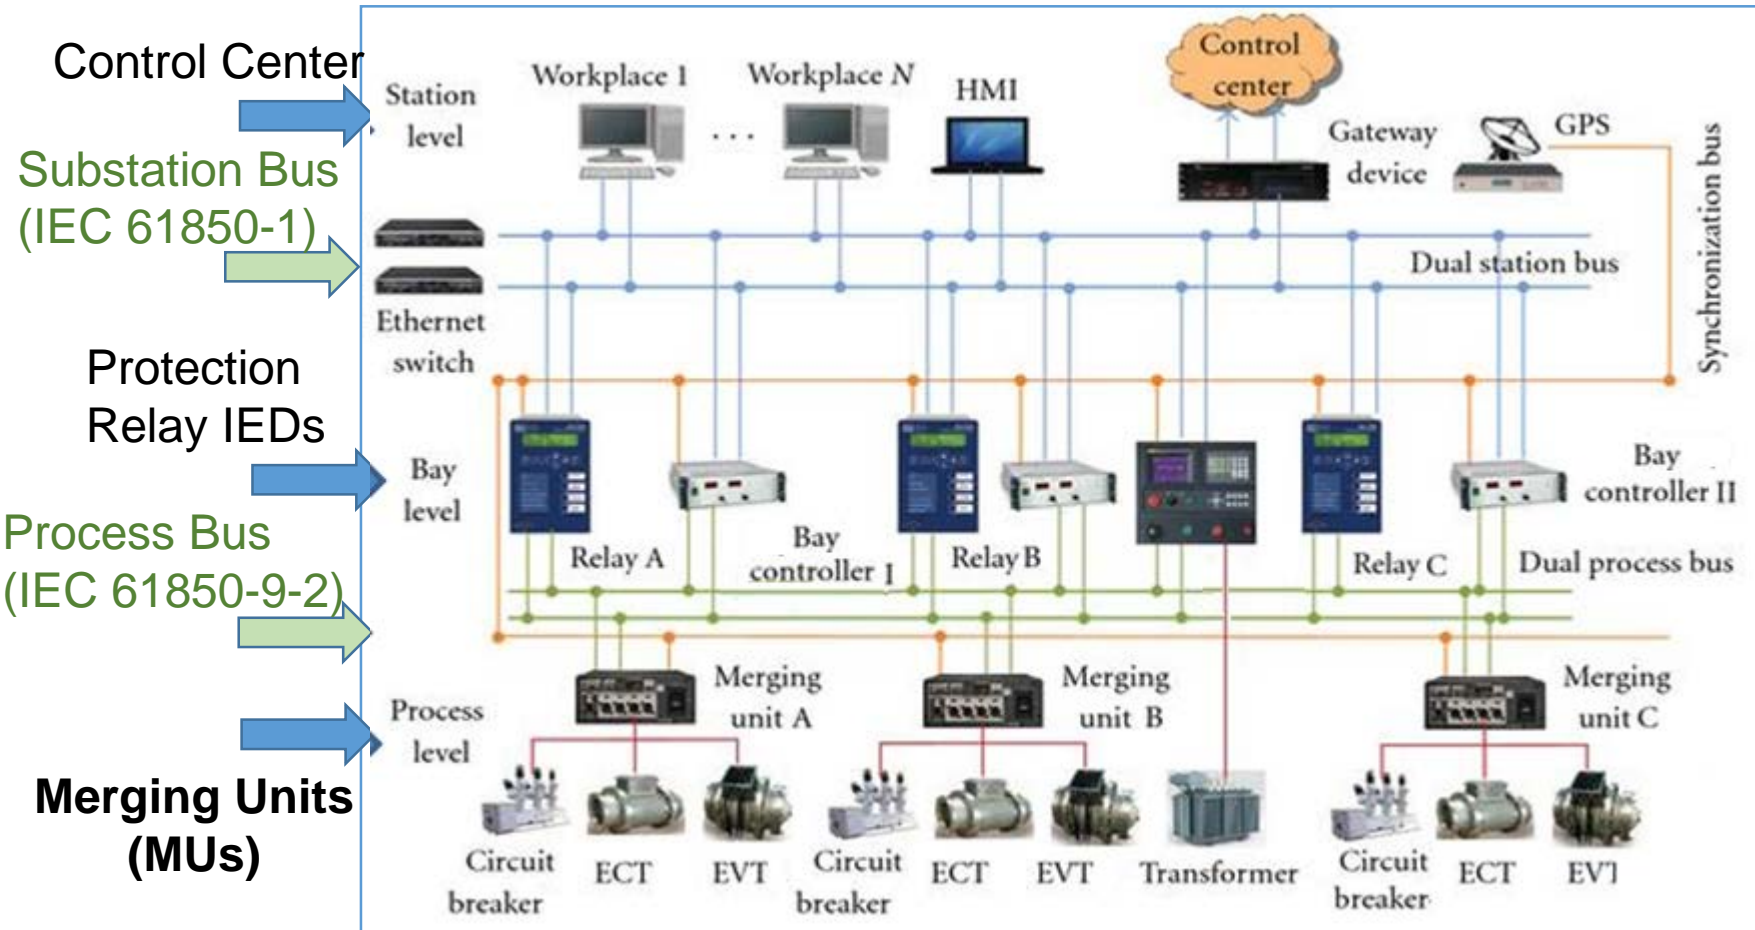 Control Center
Substation Bus
(IEC 61850-1)
Protection
Relay IEDs
Process Bus
(IEC 61850-9-2)
Merging Units
(MUs)
Station
level
Workplace 1
Workplace N
HMI
Control
center
Gateway
device
GPS
Synchronization bus
Dual station bus
Ethernet
switch
Bay
level
Relay A
Bay
controller I
Relay B
Relay C
Bay
controller II
Dual process bus
Process
level
Merging
unit A
Merging
unit B
Merging
unit C
Circuit
breaker
ECT
EVT
Circuit
breaker
ECT
EVT
Transformer
Circuit
breaker
ECT
EVT